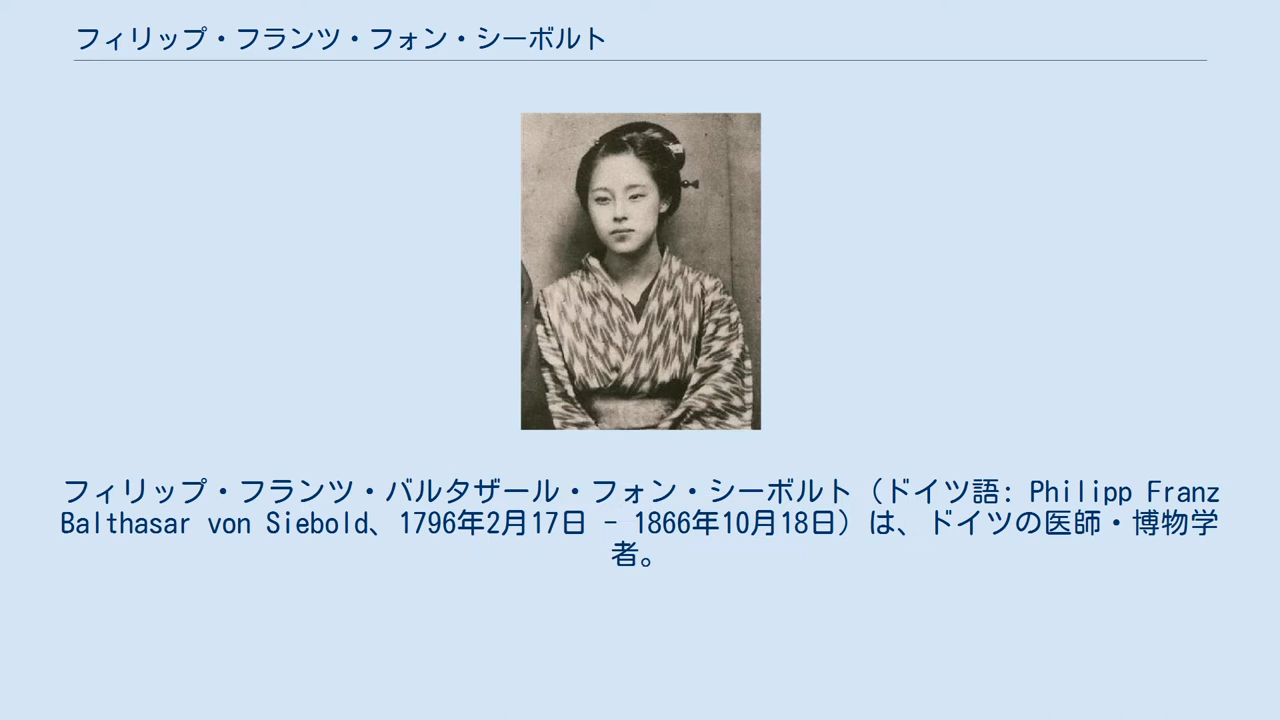 フィリップ・フランツ・フォン・シーボルト
フィリップ・フランツ・バルタザール・フォン・シーボルト（ドイツ語: Philipp Franz
Balthasar von Siebold、1796年2月17日 - 1866年10月18日）は、ドイツの医師・博物学
者。